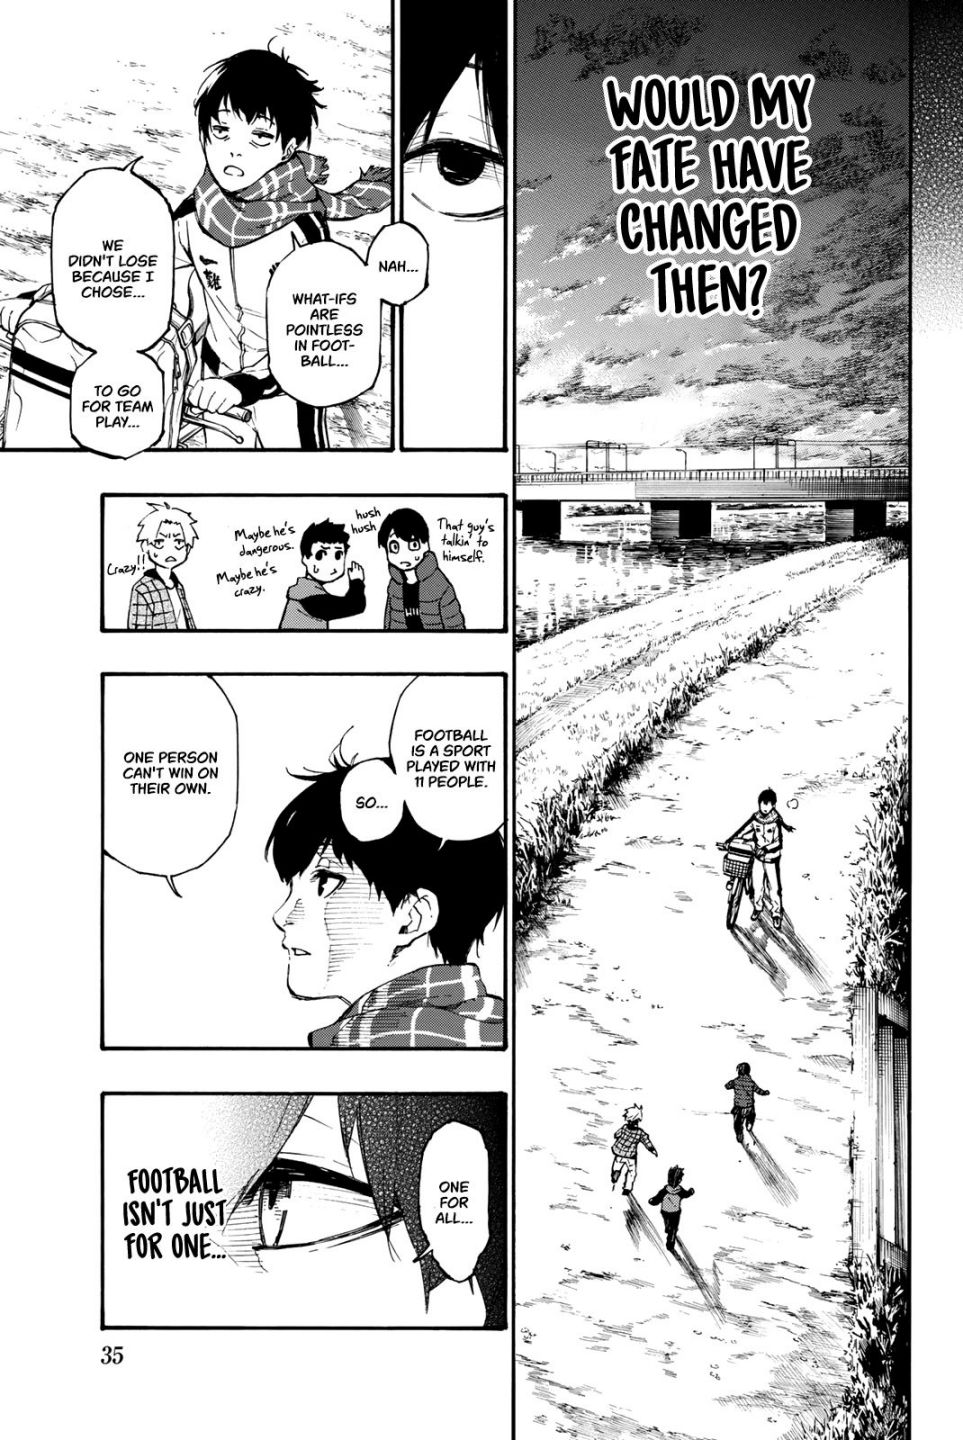 WOULD MY
FATE HAVE
CHANGED
THEN?
NAH...
WHAT-IFS
ARE
POINTLESS
IN FOOT-
BALL...
WE
DIDN'T LOSE
BECAUSE I
CHOSE...
TO GO
FOR TEAM
PLAY...
That guy's
talkin' to
himself.
hush
hush
Maybe he's
dangerous.
Maybe he's
crazy.
Crazy!!
FOOTBALL
IS A SPORT
PLAYED WITH
11 PEOPLE.
SO...
ONE PERSON
CAN'T WIN ON
THEIR OWN.
ONE
FOR
ALL...
FOOTBALL
ISN'T JUST
FOR ONE...
35